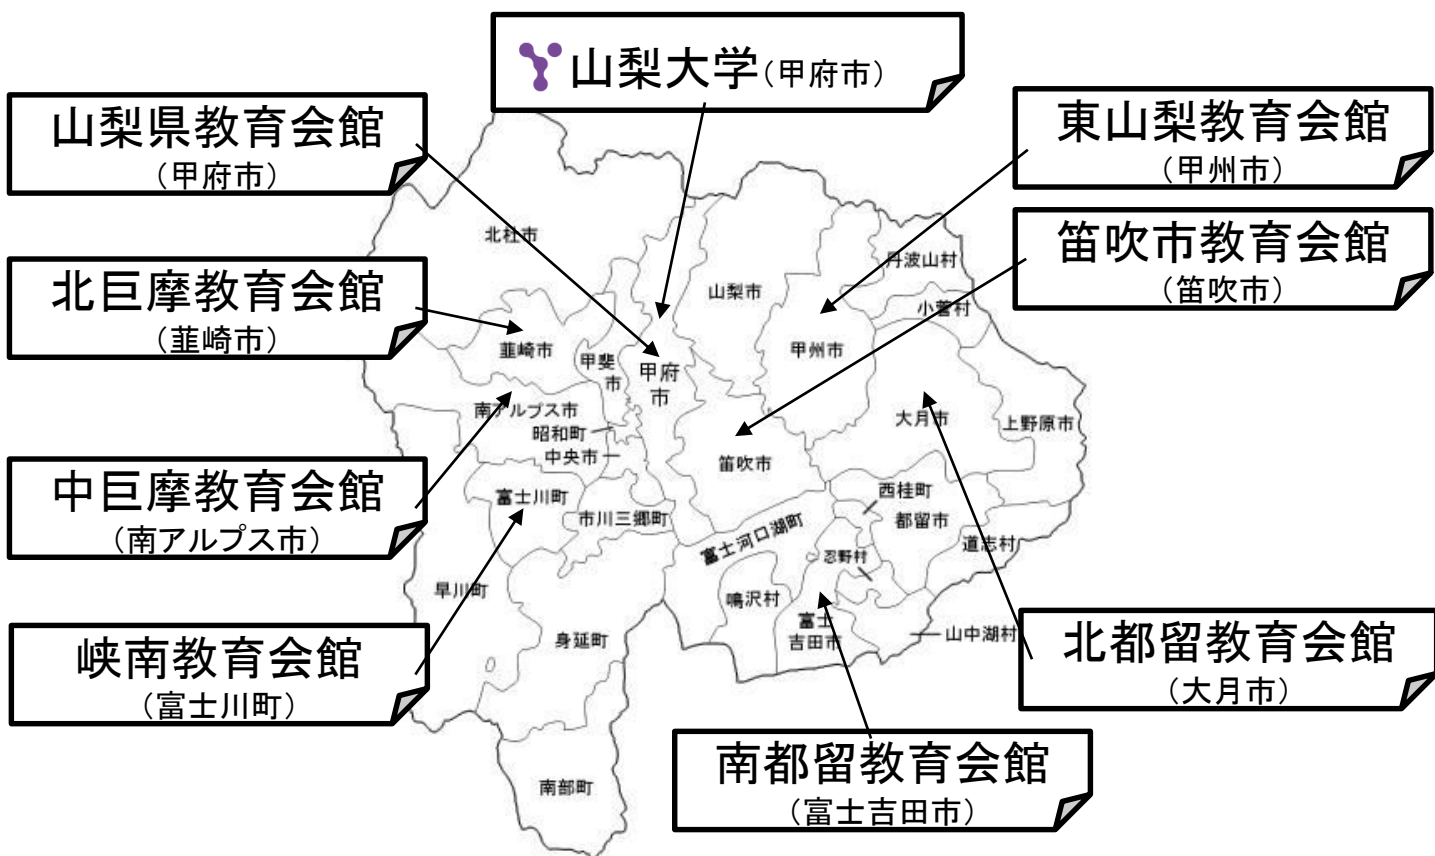 山梨大学（甲府市）
山梨県教育会館
（甲府市）
東山梨教育会館
（甲州市）
北巨摩教育会館
（韮崎市）
笛吹市教育会館
（笛吹市）
中巨摩教育会館
（南アルプス市）
峡南教育会館
（富士川町）
北都留教育会館
（大月市）
南都留教育会館
（富士吉田市）
北杜市
丹波山村
山梨市
小菅村
韮崎市
甲斐
市
甲府
市
甲州市
南アルプス市
昭和町
大月市
上野原市
中央市
笛吹市
富士川町
西桂町
市川三郷町
都留市
富士河口湖町
道志村
忍野村
早川町
鳴沢村
富士
吉田市
山中湖村
身延町
南部町